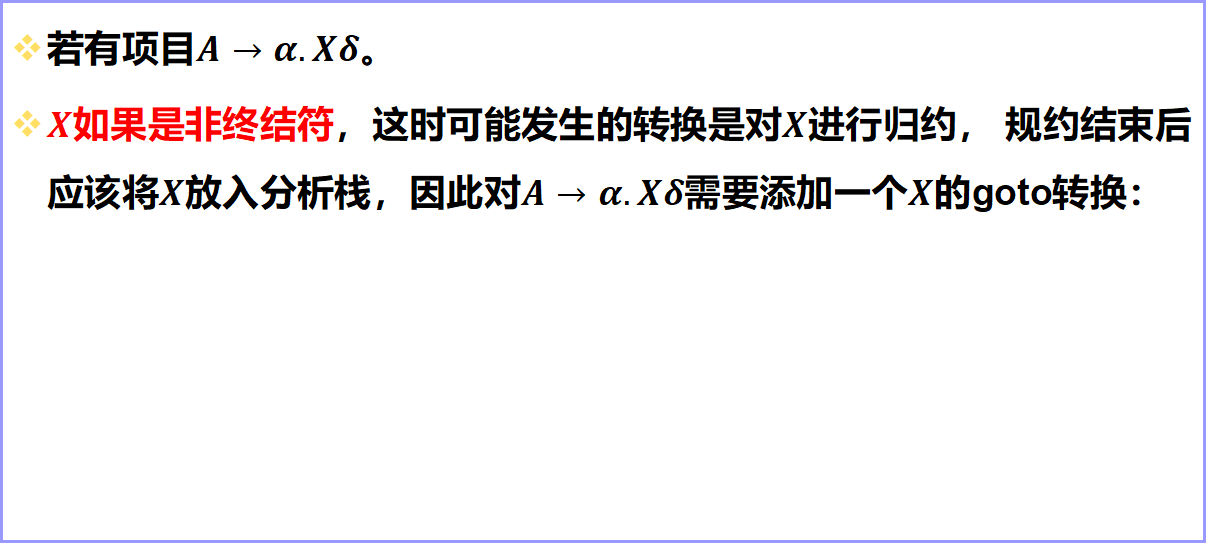 ❖若有项目A → α.Xδ。
❖X如果是非终结符，这时可能发生的转换是对X进行归约， 规约结束后
应该将X放入分析栈，因此对A → α.Xδ需要添加一个X的goto转换：